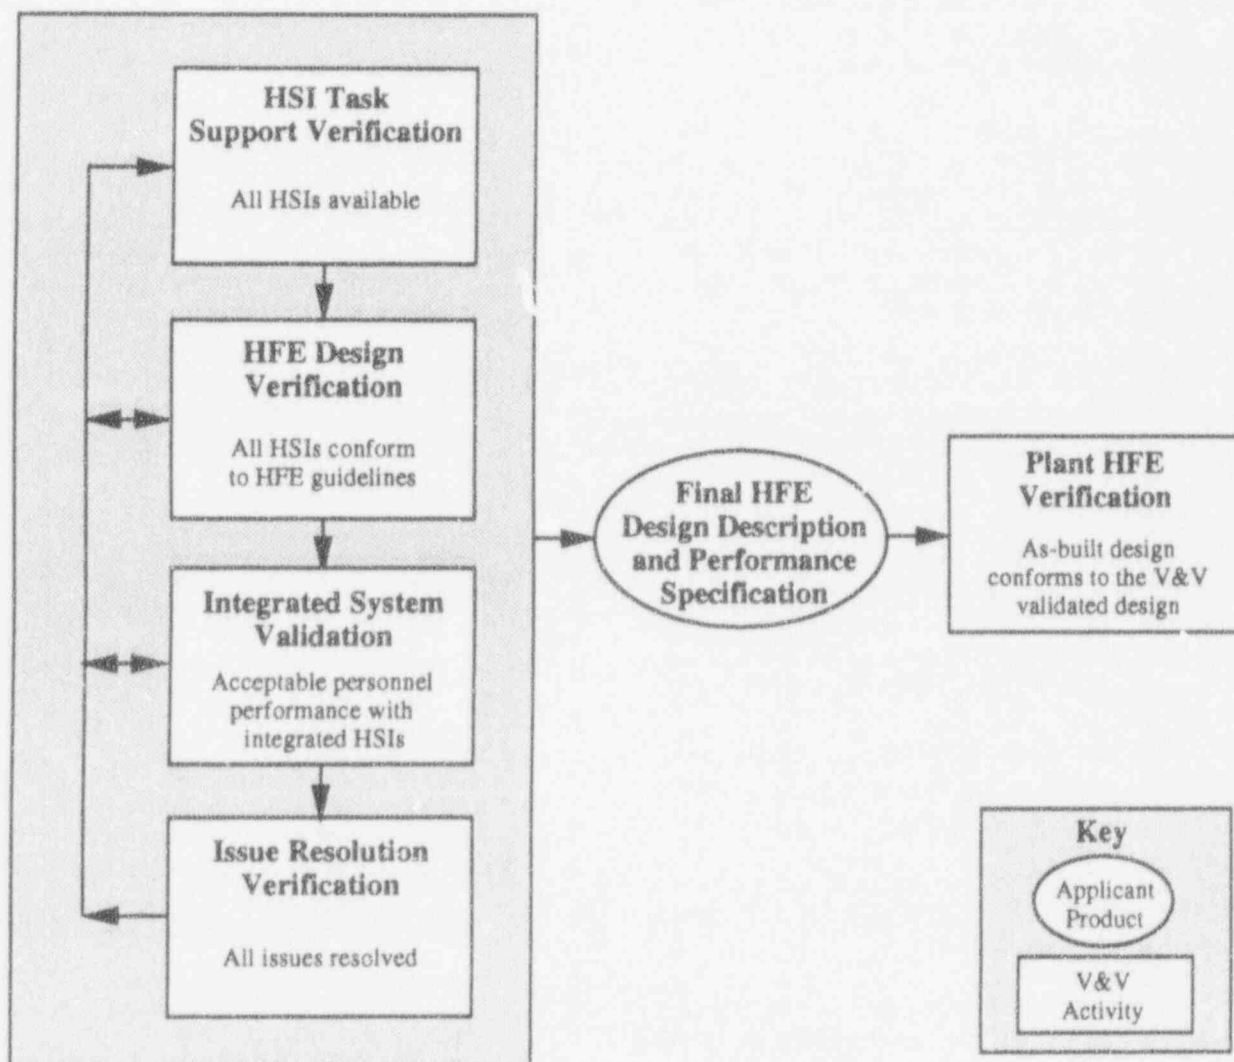 HSI Task
Support Verification
All HSIs available
HFE Design
Verification
All HSIs conform
to HFE guidelines
Integrated System
Validation
Acceptable personnel
performance with
integrated HSIs
Issue Resolution
Verification
All issues resolved
Final HFE
Design Description
and Performance
Specification
Plant HFE
Verification
As-built design
conforms to the V&V
validated design
Key
Applicant
Product
V&V
Activity